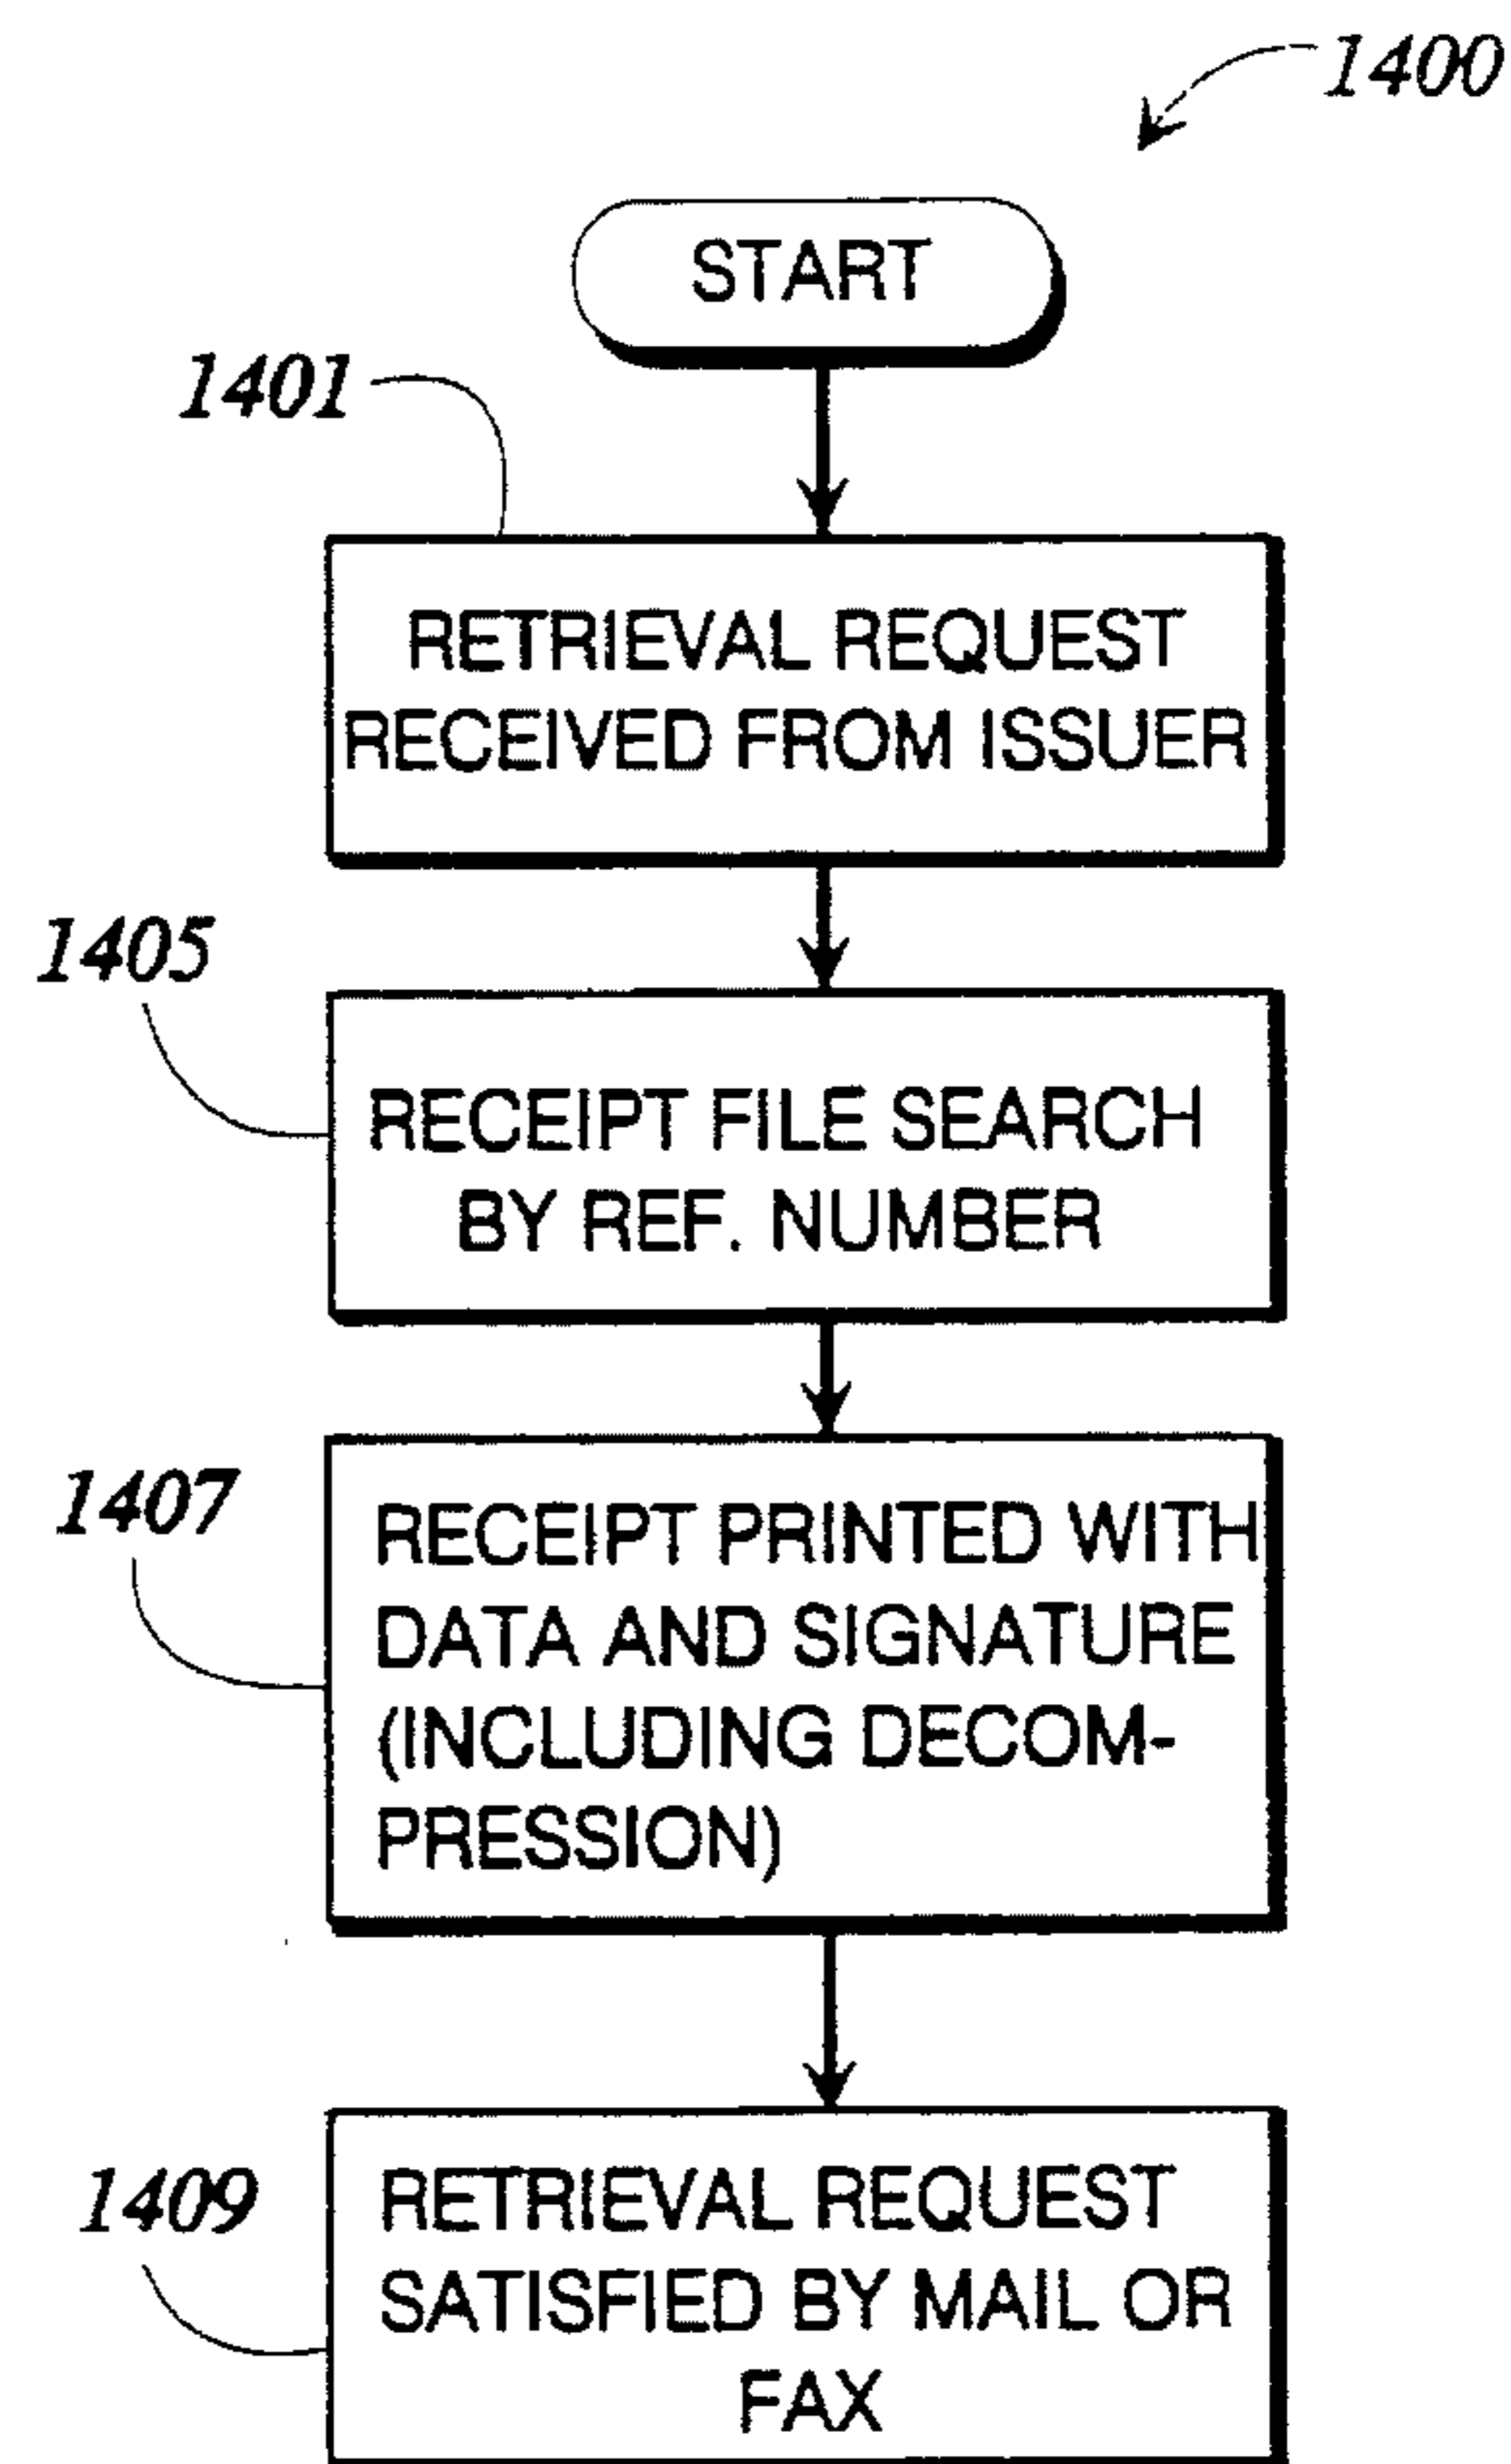 1400
START
1401
RETRIEVAL REQUEST
RECEIVED FROM ISSUER
1405
RECEIPT FILE SEARCH
BY REF. NUMBER
1407
RECEIPT PRINTED WITH
DATA AND SIGNATURE
(INCLUDING DECOM-
PRESSION)
1409
RETRIEVAL REQUEST
SATISFIED BY MAIL OR
FAX